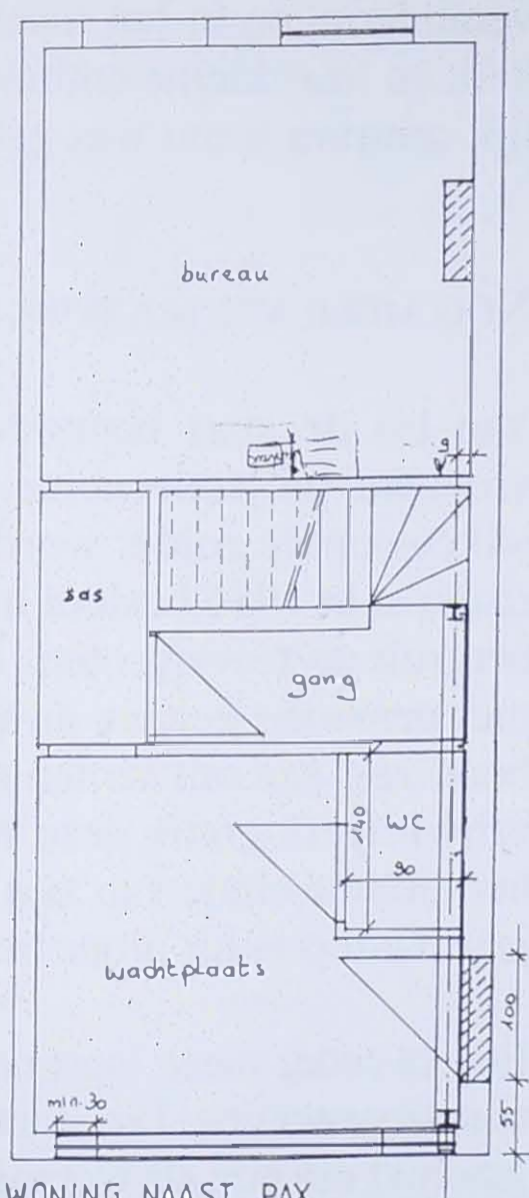 bureau
9
sas
gang
WC
140
90
wachtplaats
100
min. 30
55
WONING NAAST PAX